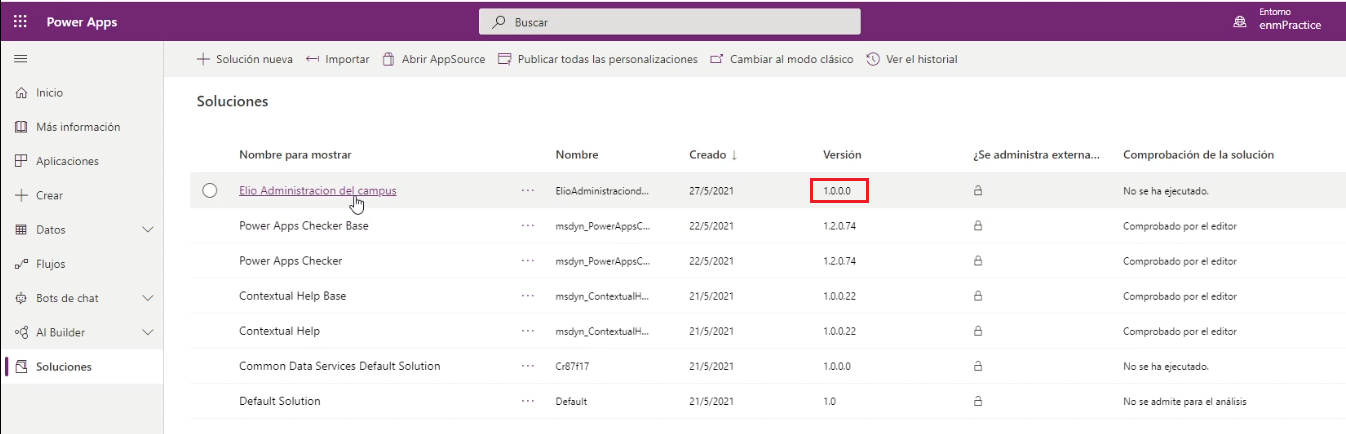 Power Apps
Buscar
Entorno
enmPractice
Solución nueva Importar Abrir AppSource Publicar todas las personalizaciones Cambiar al modo clásico Ver el historial
Inicio
Más información
Aplicaciones
Crear
Datos
Flujos
Bots de chat
AI Builder
Soluciones
Soluciones
Nombre para mostrar Nombre Creado ↓ Versión ¿Se administra externa... Comprobación de la solución
Elio Administracion del campus ··· ElioAdministraciond... 27/5/2021 1.0.0.0 No se ha ejecutado.
Power Apps Checker Base ··· msdyn_PowerAppsC... 22/5/2021 1.2.0.74 Comprobado por el editor
Power Apps Checker ··· msdyn_PowerAppsC... 22/5/2021 1.2.0.74 Comprobado por el editor
Contextual Help Base ··· msdyn_ContextualH... 21/5/2021 1.0.0.22 Comprobado por el editor
Contextual Help ··· msdyn_ContextualH... 21/5/2021 1.0.0.22 Comprobado por el editor
Common Data Services Default Solution ··· Cr87f17 21/5/2021 1.0.0.0 No se ha ejecutado.
Default Solution ··· Default 21/5/2021 1.0 No se admite para el análisis